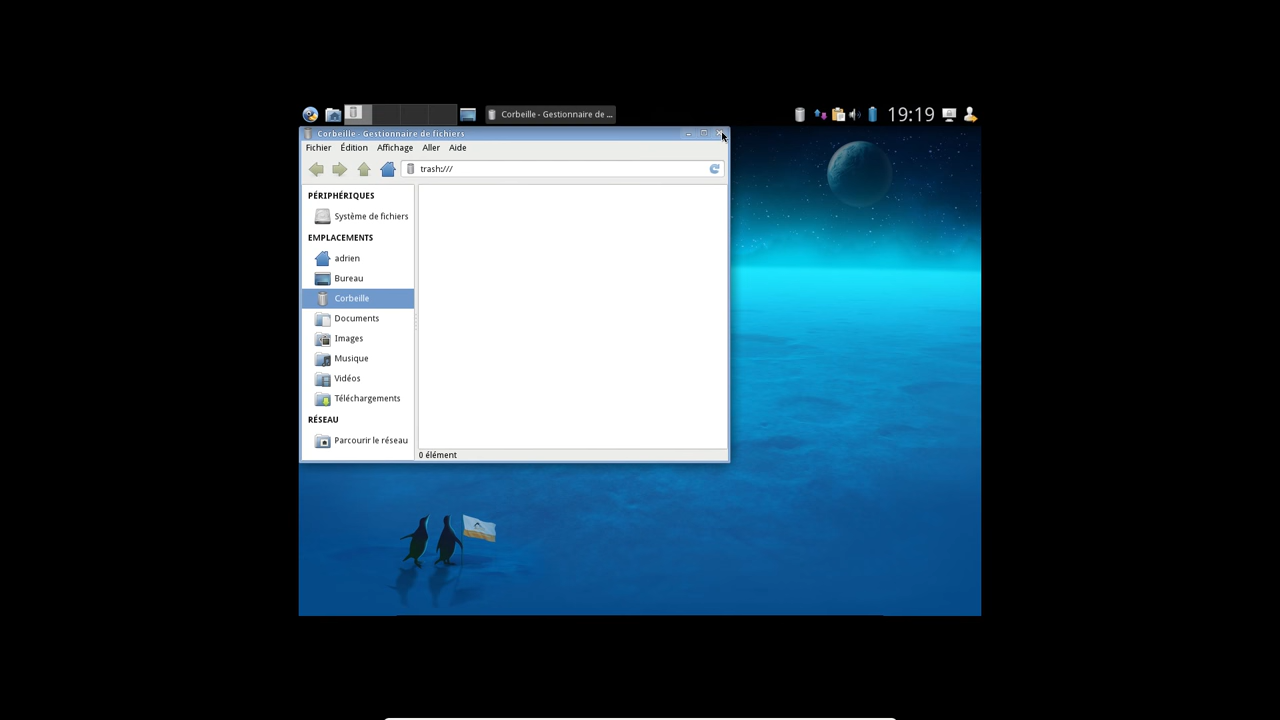 Corbeille - Gestionnaire de ...
19:19
Corbeille - Gestionnaire de fichiers
Fichier Édition Affichage Aller Aide
trash:///
PÉRIPHÉRIQUES
Système de fichiers
EMPLACEMENTS
adrien
Bureau
Corbeille
Documents
Images
Musique
Vidéos
Téléchargements
RÉSEAU
Parcourir le réseau
0 élément